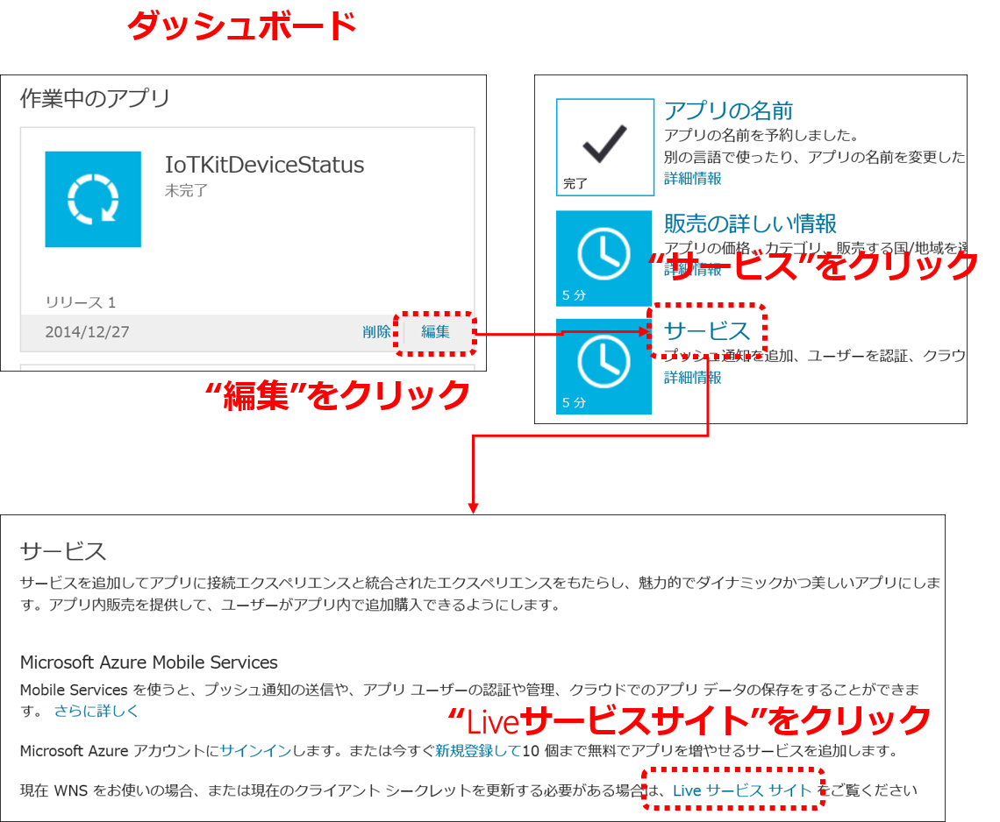 ダッシュボード
作業中のアプリ
IoTKitDeviceStatus
未完了
リリース 1
2014/12/27
削除
編集
“編集”をクリック
アプリの名前
アプリの名前を予約しました。
別の言語で使ったり、アプリの名前を変更した
詳細情報
完了
販売の詳しい情報
アプリの価格、カテゴリ、販売する国/地域を選
詳細情報
5 分
“サービス”をクリック
サービス
プッシュ通知を追加、ユーザーを認証、クラウ
詳細情報
5 分
サービス
サービスを追加してアプリに接続エクスペリエンスと統合されたエクスペリエンスをもたらし、魅力的でダイナミックかつ美しいアプリにしま
す。アプリ内販売を提供して、ユーザーがアプリ内で追加購入できるようにします。
Microsoft Azure Mobile Services
Mobile Services を使うと、プッシュ通知の送信や、アプリ ユーザーの認証や管理、クラウドでのアプリ データの保存をすることができま
す。 さらに詳しく
“Liveサービスサイト”をクリック
Microsoft Azure アカウントにサインインします。または今すぐ新規登録して10 個まで無料でアプリを増やせるサービスを追加します。
現在 WNS をお使いの場合、または現在のクライアント シークレットを更新する必要がある場合は、Live サービス サイト をご覧ください